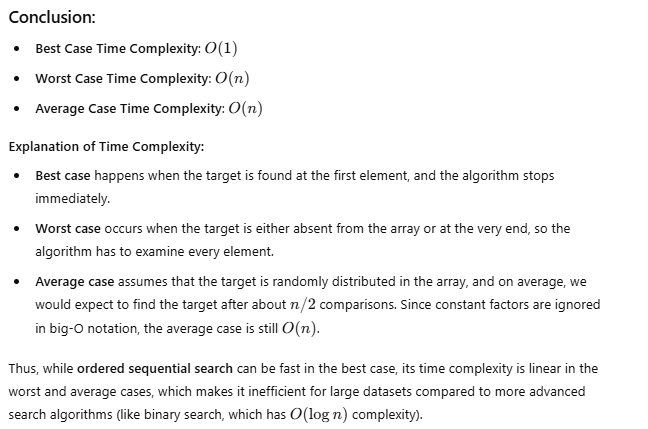 Conclusion:
• Best Case Time Complexity: O(1)
• Worst Case Time Complexity: O(n)
• Average Case Time Complexity: O(n)
Explanation of Time Complexity:
• Best case happens when the target is found at the first element, and the algorithm stops
immediately.
• Worst case occurs when the target is either absent from the array or at the very end, so the
algorithm has to examine every element.
• Average case assumes that the target is randomly distributed in the array, and on average, we
would expect to find the target after about n/2 comparisons. Since constant factors are ignored
in big-O notation, the average case is still O(n).
Thus, while ordered sequential search can be fast in the best case, its time complexity is linear in the
worst and average cases, which makes it inefficient for large datasets compared to more advanced
search algorithms (like binary search, which has O(log n) complexity).